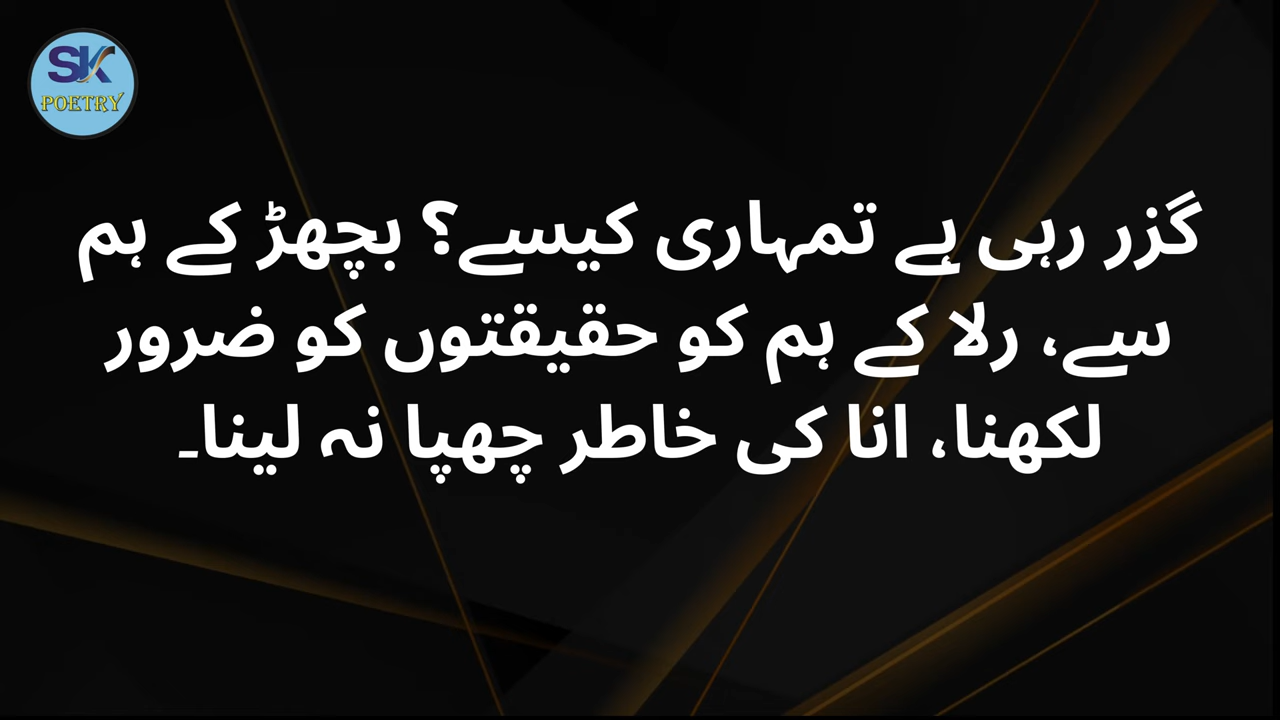 SK
POETRY
گزر رہی ہے تمہاری کیسے؟ بچھڑ کے ہم
سے، رلا کے ہم کو حقیقتوں کو ضرور
لکھنا، انا کی خاطر چھپا نہ لینا۔